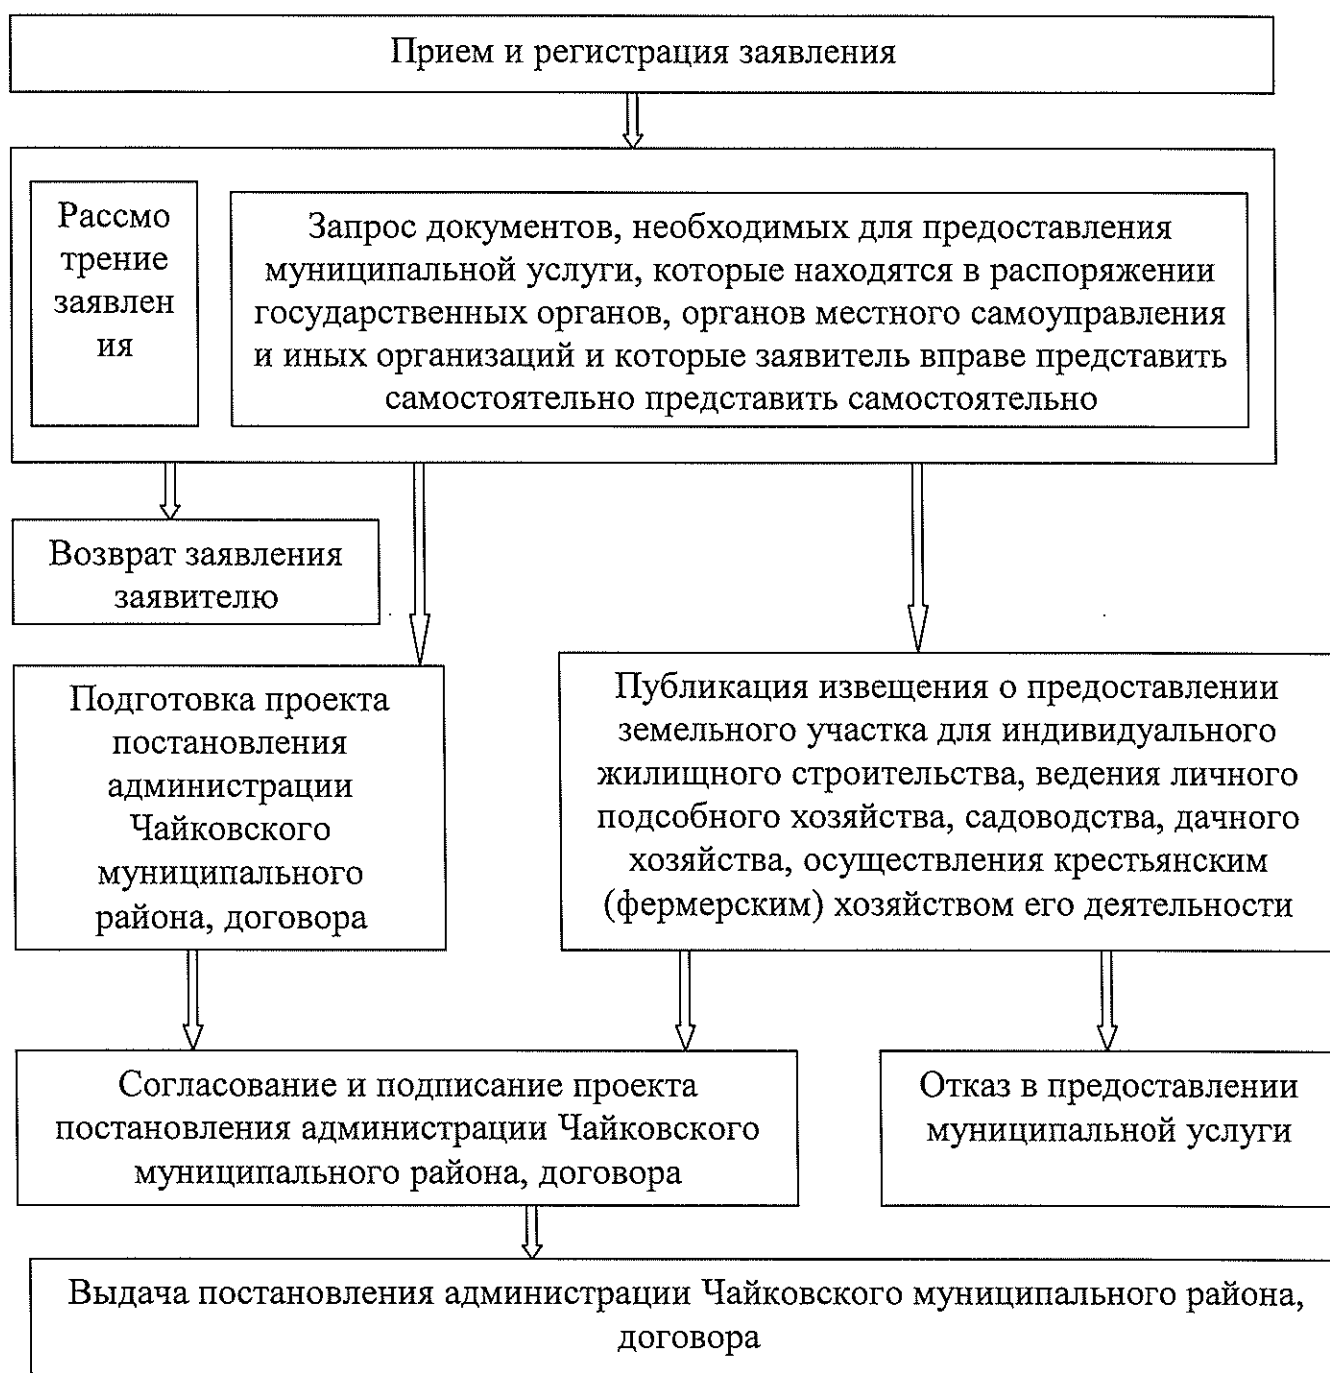 Прием и регистрация заявления
Рассмо
трение
заявлен
ия
Запрос документов, необходимых для предоставления
муниципальной услуги, которые находятся в распоряжении
государственных органов, органов местного самоуправления
и иных организаций и которые заявитель вправе представить
самостоятельно представить самостоятельно
Возврат заявления
заявителю
Подготовка проекта
постановления
администрации
Чайковского
муниципального
района, договора
Публикация извещения о предоставлении
земельного участка для индивидуального
жилищного строительства, ведения личного
подсобного хозяйства, садоводства, дачного
хозяйства, осуществления крестьянским
(фермерским) хозяйством его деятельности
Согласование и подписание проекта
постановления администрации Чайковского
муниципального района, договора
Отказ в предоставлении
муниципальной услуги
Выдача постановления администрации Чайковского муниципального района,
договора